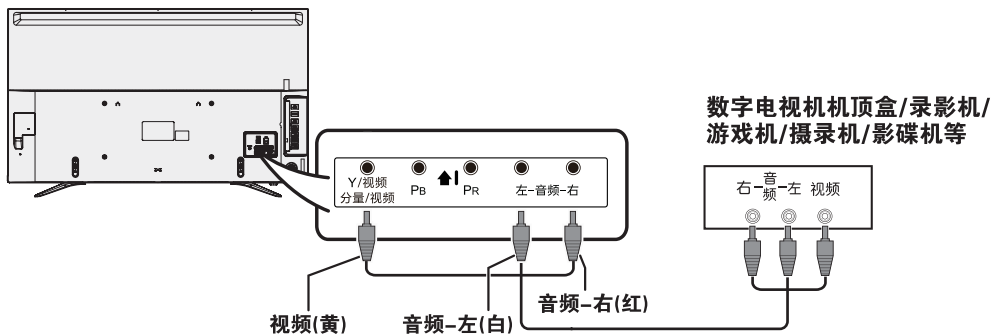 数字电视机机顶盒/录影机/
游戏机/摄录机/影碟机等
Y/视频
分量/视频
PB
PR
左-音频-右
右-音频-左 视频
视频(黄)
音频-左(白)
音频-右(红)